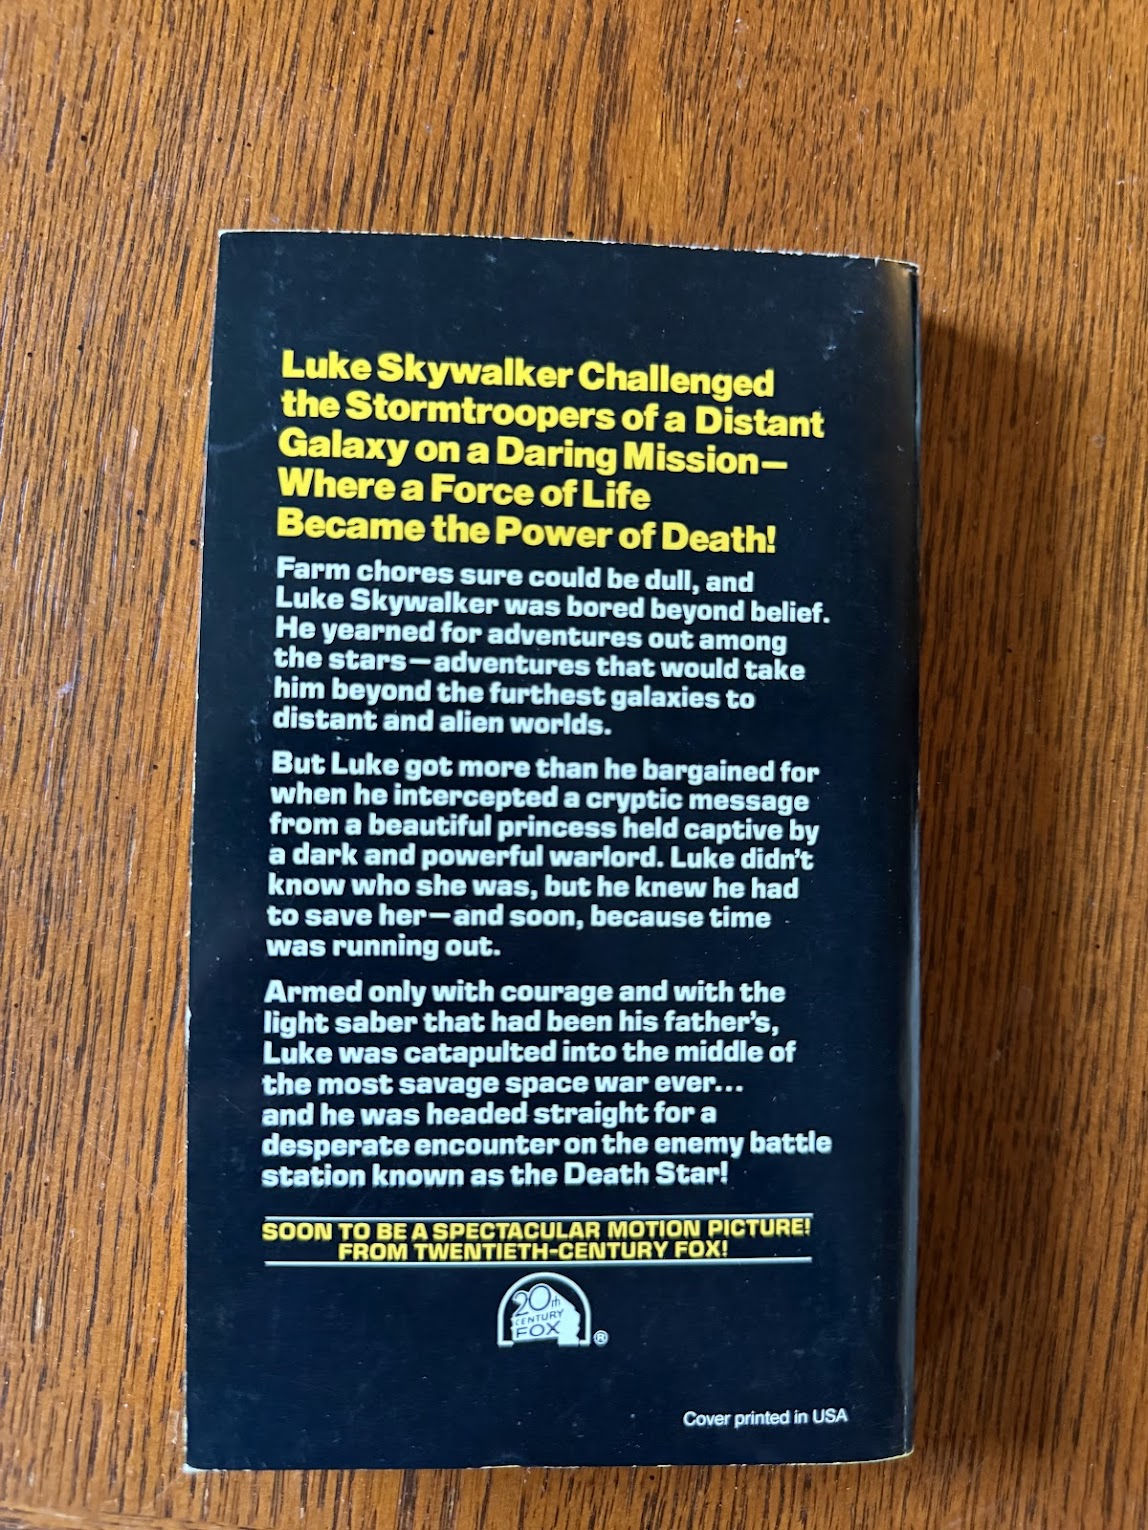 Luke Skywalker Challenged
the Stormtroopers of a Distant
Galaxy on a Daring Mission—
Where a Force of Life
Became the Power of Death!
Farm chores sure could be dull, and
Luke Skywalker was bored beyond belief.
He yearned for adventures out among
the stars—adventures that would take
him beyond the furthest galaxies to
distant and alien worlds.
But Luke got more than he bargained for
when he intercepted a cryptic message
from a beautiful princess held captive by
a dark and powerful warlord. Luke didn't
know who she was, but he knew he had
to save her—and soon, because time
was running out.
Armed only with courage and with the
light saber that had been his father's,
Luke was catapulted into the middle of
the most savage space war ever...
and he was headed straight for a
desperate encounter on the enemy battle
station known as the Death Star!
SOON TO BE A SPECTACULAR MOTION PICTURE!
FROM TWENTIETH-CENTURY FOX!
20th
CENTURY
FOX
®
Cover printed in USA